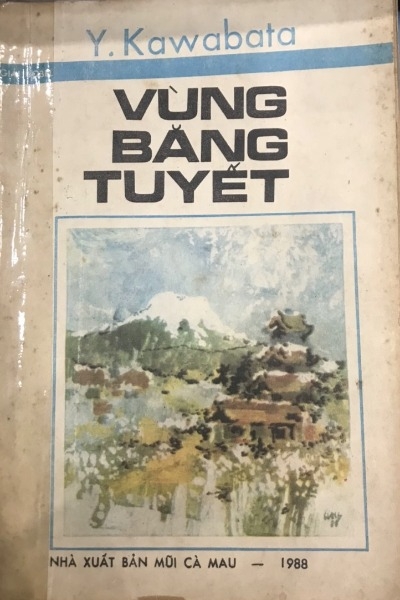 Y. Kawabata
VÙNG
BĂNG
TUYẾT
NHÀ XUẤT BẢN MŨI CÀ MAU — 1988